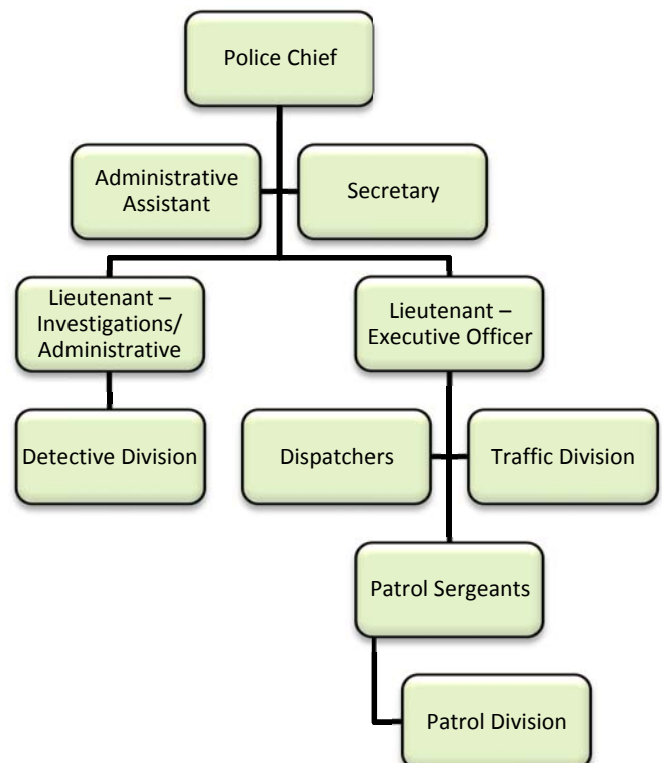 Police Chief
Administrative
Assistant
Secretary
Lieutenant –
Investigations/
Administrative
Lieutenant –
Executive Officer
Detective Division
Dispatchers
Traffic Division
Patrol Sergeants
Patrol Division